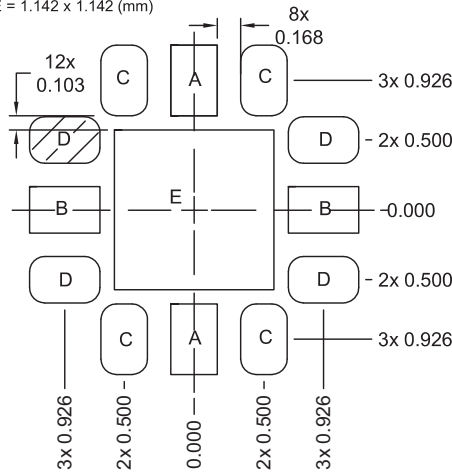 E = 1.142 x 1.142 (mm)
8x
0.168
12x
0.103
C
A
C
3x 0.926
D
D
2x 0.500
E
B
B
0.000
D
D
2x 0.500
C
A
C
3x 0.926
3x 0.926
2x 0.500
0.000
2x 0.500
3x 0.926